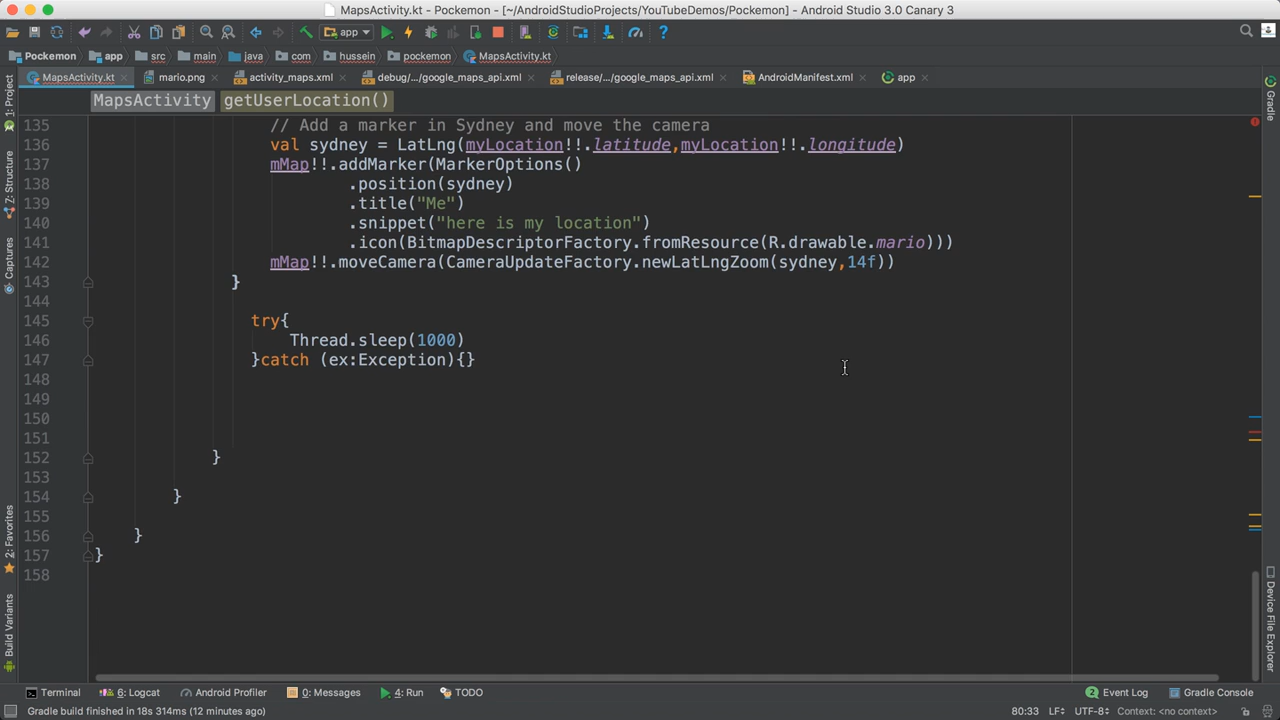 MapsActivity.kt - Pockemon - [~/AndroidStudioProjects/YouTubeDemos/Pockemon] - Android Studio 3.0 Canary 3
app
Pockemon app src main java com hussein pockemon MapsActivity.kt
MapsActivity.kt mario.png activity_maps.xml debug/.../google_maps_api.xml release/.../google_maps_api.xml AndroidManifest.xml app
MapsActivity getUserLocation()
135 // Add a marker in Sydney and move the camera
136 val sydney = LatLng(myLocation!!.latitude,myLocation!!.longitude)
137 mMap!!.addMarker(MarkerOptions()
138 .position(sydney)
139 .title("Me")
140 .snippet("here is my location")
141 .icon(BitmapDescriptorFactory.fromResource(R.drawable.mario)))
142 mMap!!.moveCamera(CameraUpdateFactory.newLatLngZoom(sydney,14f))
143 }
144
145 try{
146 Thread.sleep(1000)
147 }catch (ex:Exception){}
148
149
150
151
152 }
153
154 }
155
156 }
157 }
158
1: Project
Z: Structure
Captures
2: Favorites
Build Variants
Gradle
Device File Explorer
Terminal 6: Logcat Android Profiler 0: Messages 4: Run TODO 2 Event Log Gradle Console
Gradle build finished in 18s 314ms (12 minutes ago) 80:33 LF÷ UTF-8÷ Context: <no context>